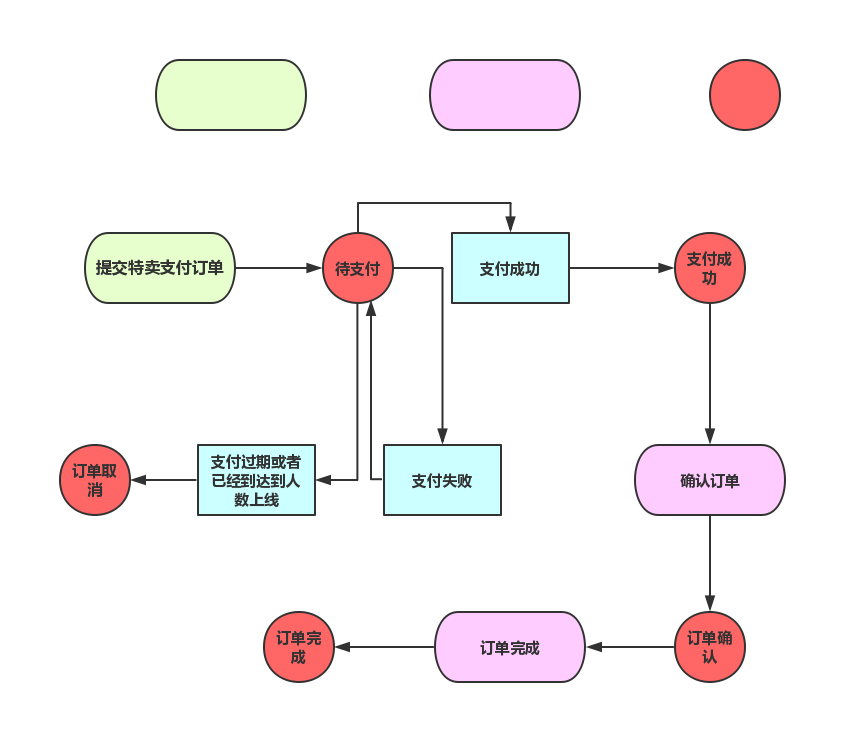 提交特卖支付订单
待支付
支付成功
支付成
功
订单取
消
支付过期或者
已经到达到人
数上线
支付失败
确认订单
订单完
成
订单完成
订单确
认